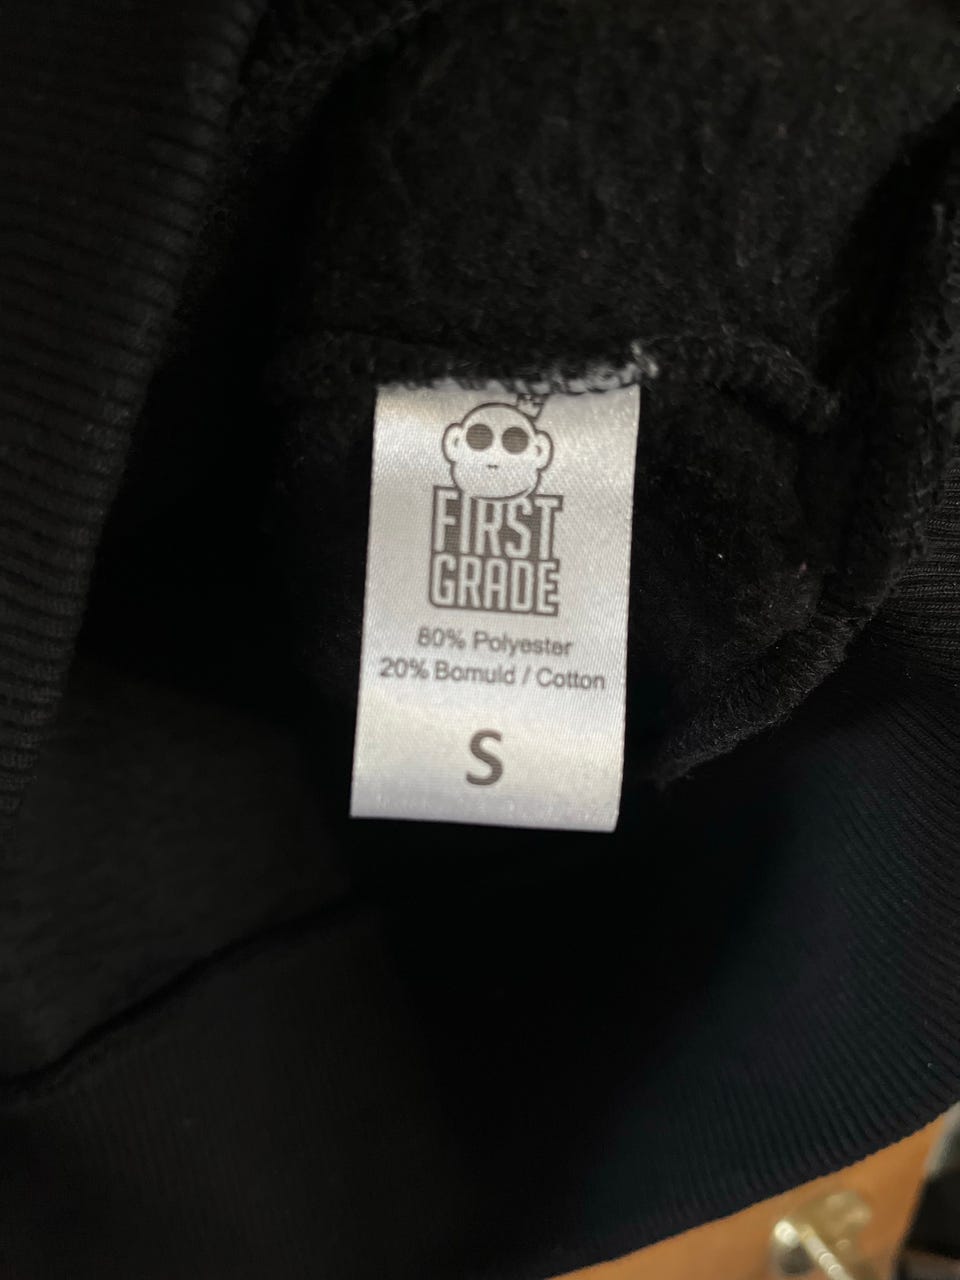 FIRST
GRADE
80% Polyester
20% Bomuld / Cotton
S